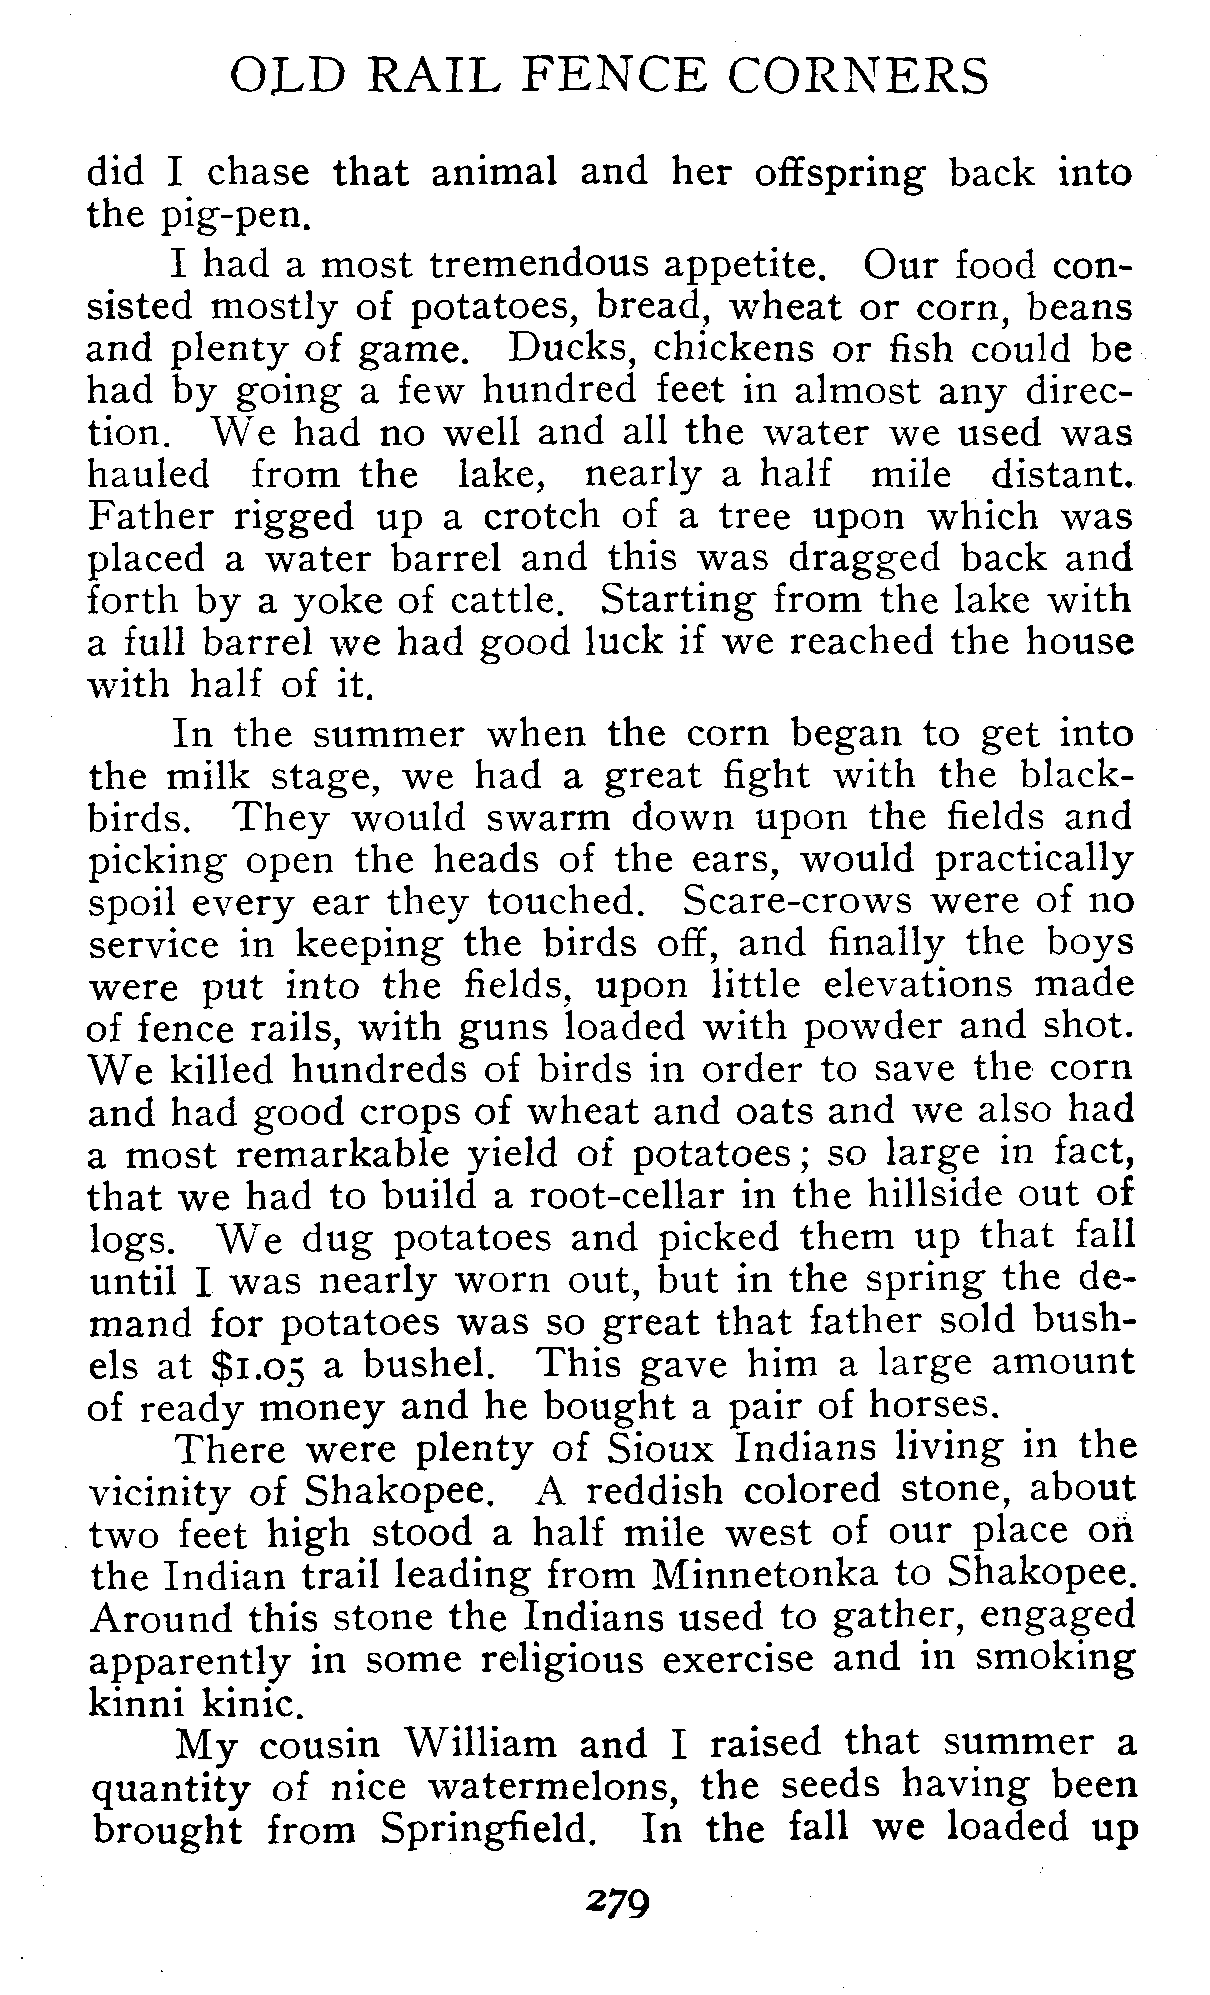 OLD RAIL FENCE CORNERS
did I chase that animal and her offspring back into
the pig-pen.
I had a most tremendous appetite. Our food con-
sisted mostly of potatoes, bread, wheat or corn, beans
and plenty of game. Ducks, chickens or fish could be
had by going a few hundred feet in almost any direc-
tion. We had no well and all the water we used was
hauled from the lake, nearly a half mile distant.
Father rigged up a crotch of a tree upon which was
placed a water barrel and this was dragged back and
forth by a yoke of cattle. Starting from the lake with
a full barrel we had good luck if we reached the house
with half of it.
In the summer when the corn began to get into
the milk stage, we had a great fight with the black-
birds. They would swarm down upon the fields and
picking open the heads of the ears, would practically
spoil every ear they touched. Scare-crows were of no
service in keeping the birds off, and finally the boys
were put into the fields, upon little elevations made
of fence rails, with guns loaded with powder and shot.
We killed hundreds of birds in order to save the corn
and had good crops of wheat and oats and we also had
a most remarkable yield of potatoes; so large in fact,
that we had to build a root-cellar in the hillside out of
logs. We dug potatoes and picked them up that fall
until I was nearly worn out, but in the spring the de-
mand for potatoes was so great that father sold bush-
els at $1.05 a bushel. This gave him a large amount
of ready money and he bought a pair of horses.
There were plenty of Sioux Indians living in the
vicinity of Shakopee. A reddish colored stone, about
two feet high stood a half mile west of our place on
the Indian trail leading from Minnetonka to Shakopee.
Around this stone the Indians used to gather, engaged
apparently in some religious exercise and in smoking
kinni kinic.
My cousin William and I raised that summer a
quantity of nice watermelons, the seeds having been
brought from Springfield. In the fall we loaded up
279